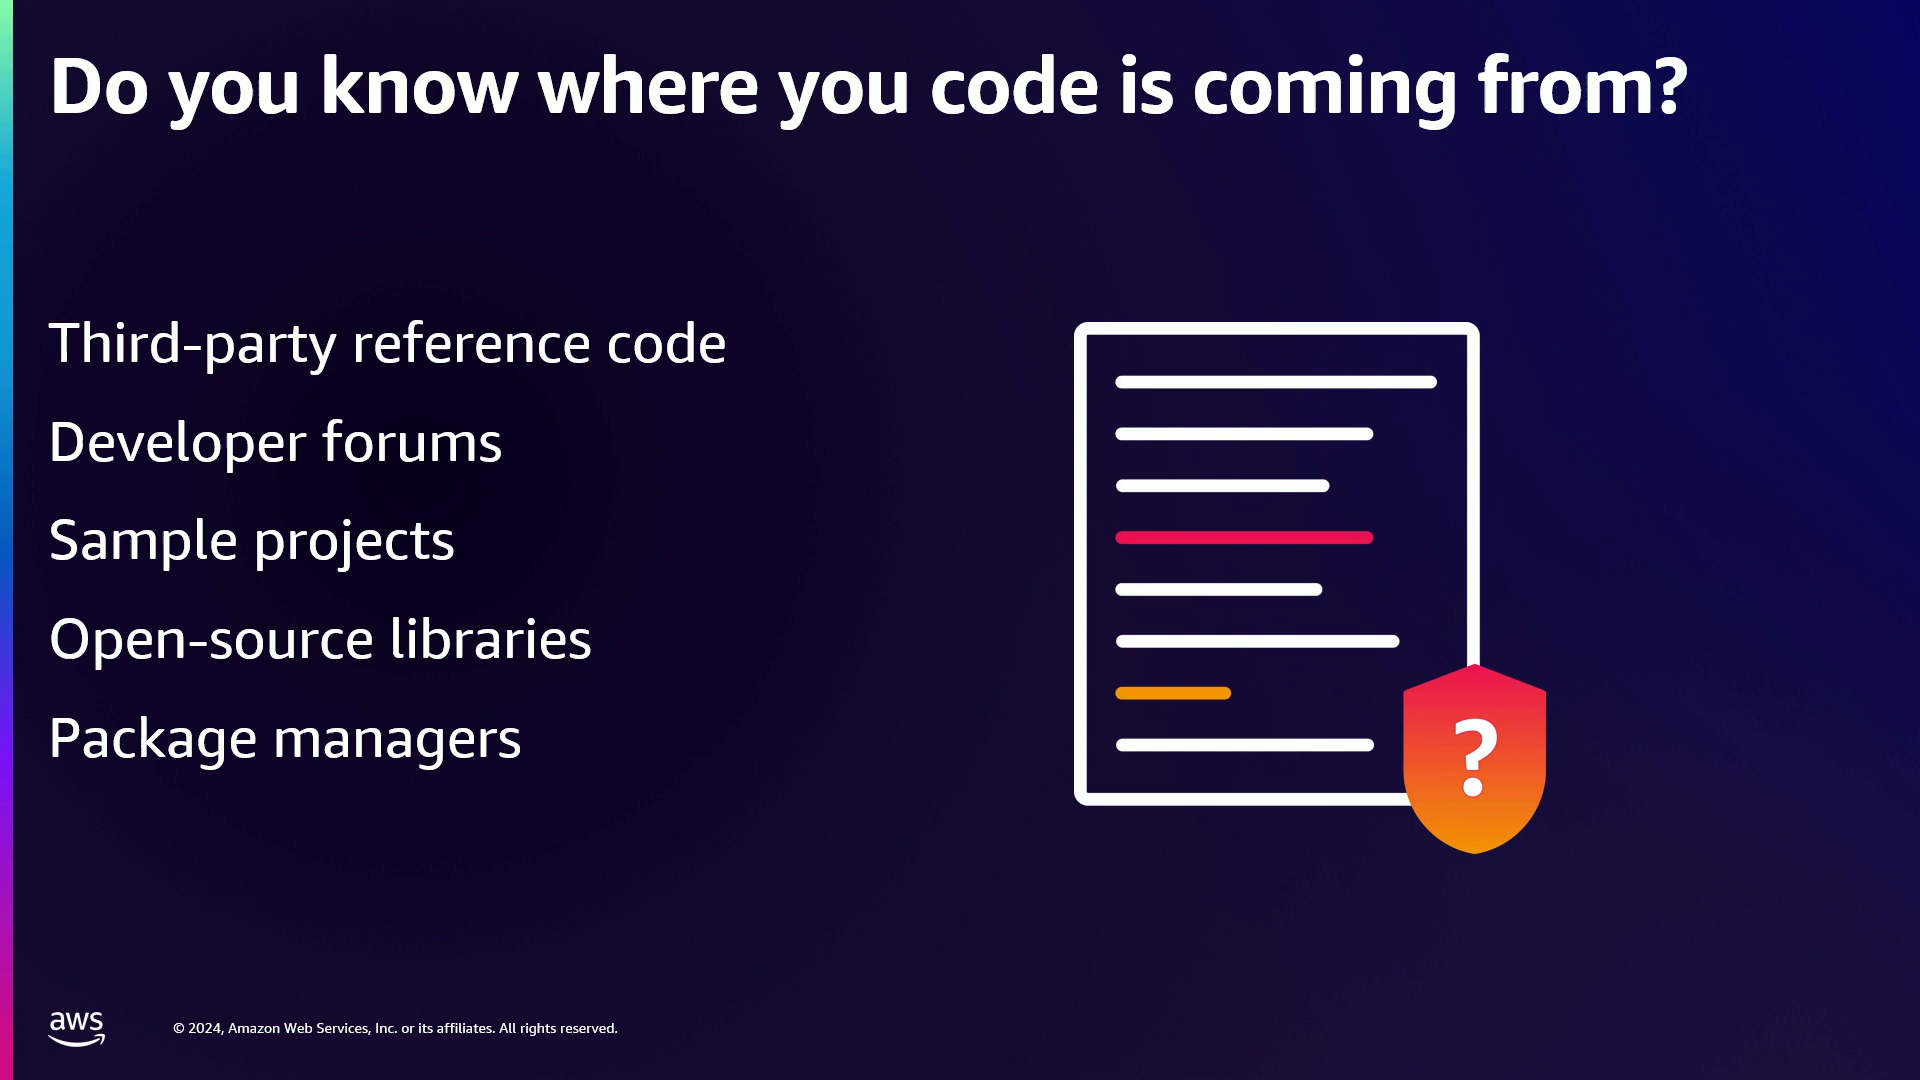 Do you know where you code is coming from?
Third-party reference code
Developer forums
Sample projects
Open-source libraries
Package managers
?
aws
© 2024, Amazon Web Services, Inc. or its affiliates. All rights reserved.